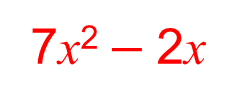 7x² – 2x